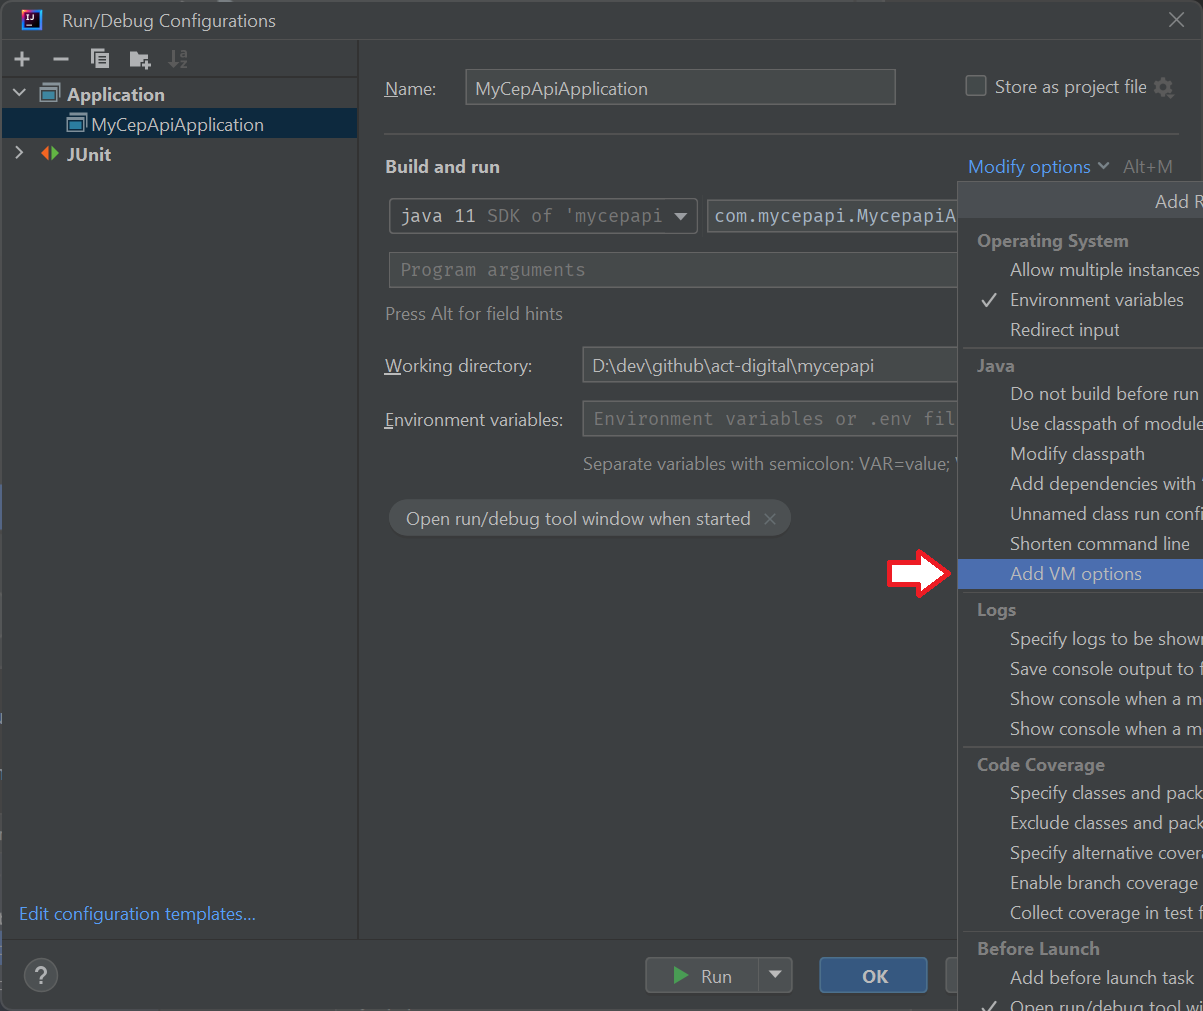 Run/Debug Configurations
Application
MyCepApiApplication
JUnit
Name: MyCepApiApplication
Store as project file
Build and run
Modify options Alt+M
java 11 SDK of 'mycepapi
com.mycepapi.MycepapiA
Program arguments
Press Alt for field hints
Working directory: D:\dev\github\act-digital\mycepapi
Environment variables: Environment variables or .env fil
Separate variables with semicolon: VAR=value;
Open run/debug tool window when started
Add R
Operating System
Allow multiple instances
Environment variables
Redirect input
Java
Do not build before run
Use classpath of module
Modify classpath
Add dependencies with
Unnamed class run confi
Shorten command line
Add VM options
Logs
Specify logs to be shown
Save console output to f
Show console when a m
Show console when a m
Code Coverage
Specify classes and pack
Exclude classes and pack
Specify alternative covera
Enable branch coverage
Collect coverage in test f
Before Launch
Add before launch task
Open run/debug tool wi
Edit configuration templates...
?
Run
OK